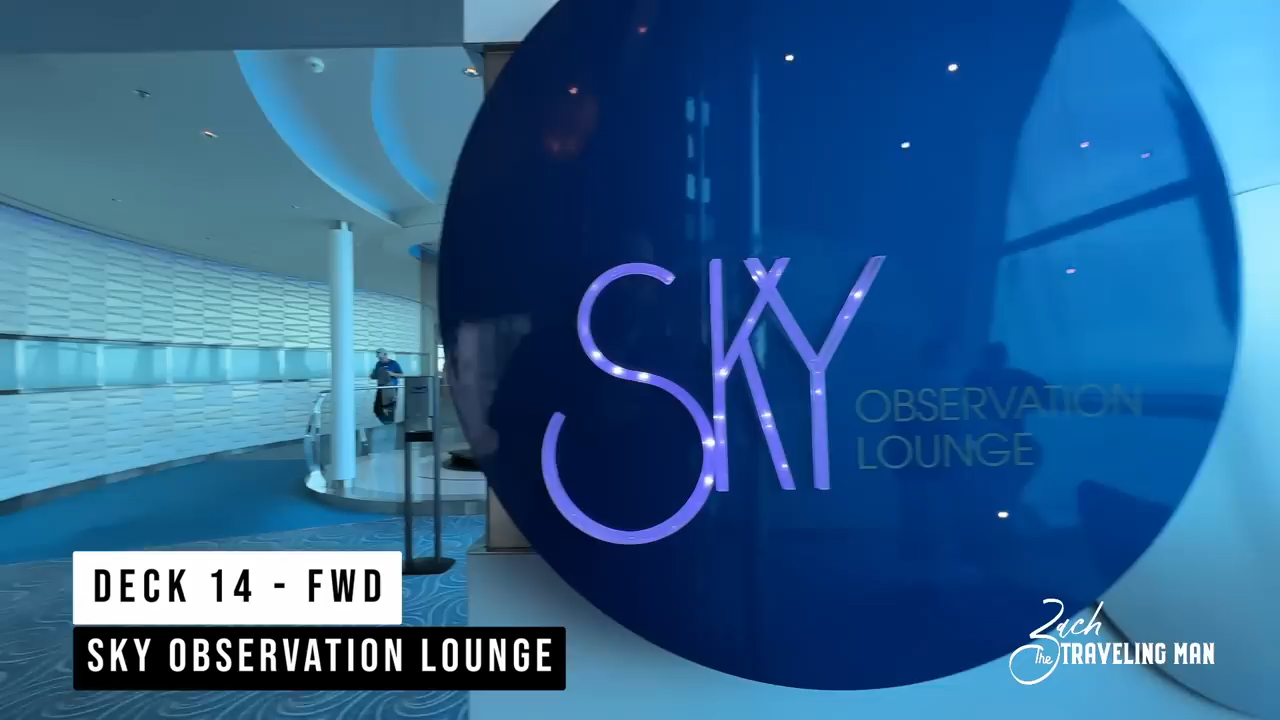 SKY
OBSERVATION
LOUNGE
DECK 14 - FWD
SKY OBSERVATION LOUNGE
Zach
The TRAVELING MAN